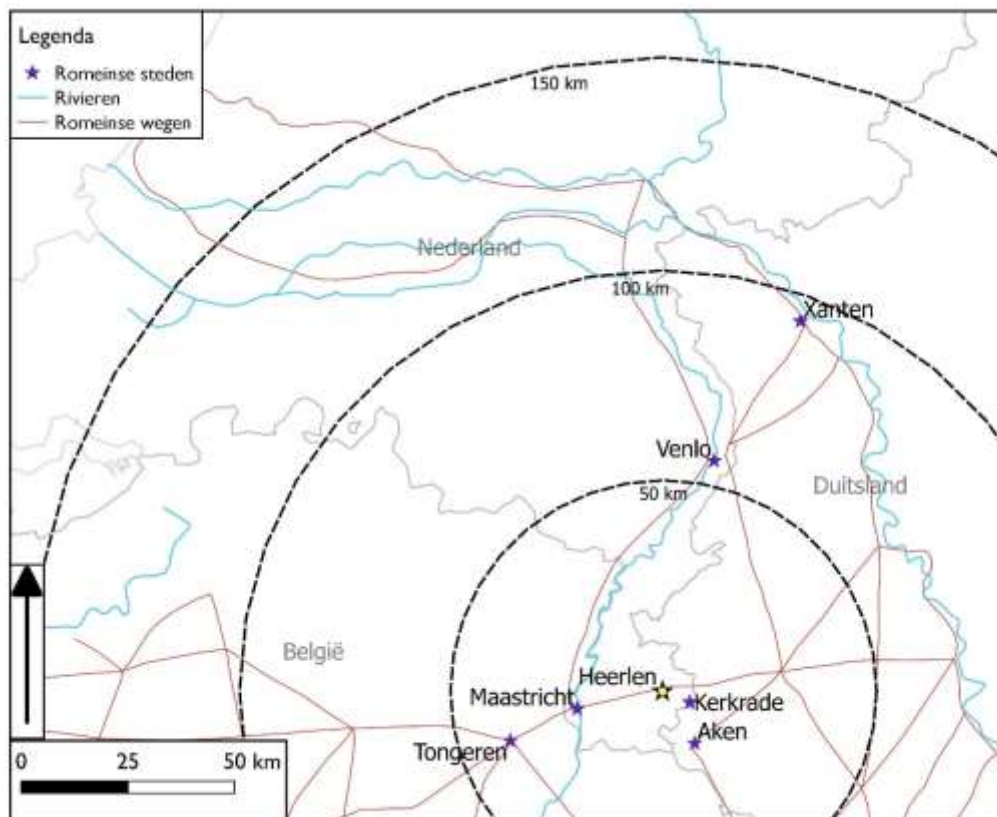 Legenda
Romeinse steden
Rivieren
Romeinse wegen
150 km
Nederland
100 km
Xanten
Venlo
Duitsland
50 km
België
Heerlen
Maastricht
Kerkrade
Aken
Tongeren
0 25 50 km